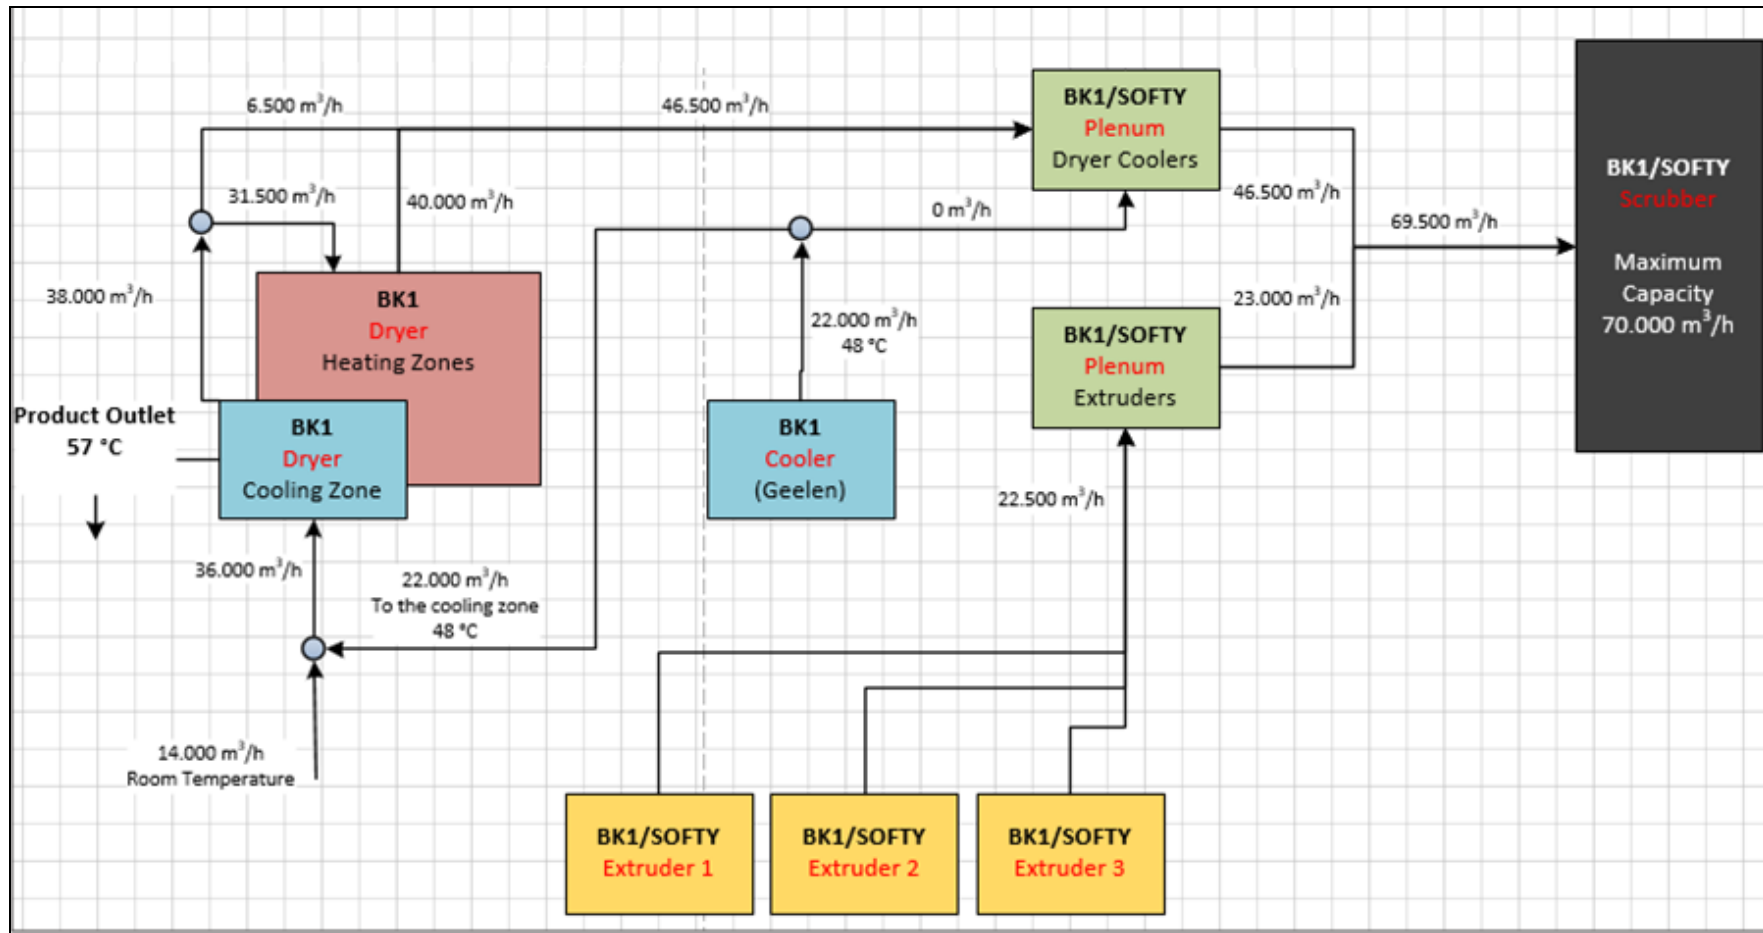 6.500 m³/h
46.500 m³/h
BK1/SOFTY
Plenum
Dryer Coolers
31.500 m³/h
40.000 m³/h
0 m³/h
46.500 m³/h
BK1/SOFTY
Scrubber
Maximum
Capacity
70.000 m³/h
69.500 m³/h
38.000 m³/h
BK1
Dryer
Heating Zones
22.000 m³/h
48 °C
23.000 m³/h
BK1/SOFTY
Plenum
Extruders
Product Outlet
57 °C
BK1
Dryer
Cooling Zone
BK1
Cooler
(Geelen)
22.500 m³/h
36.000 m³/h
22.000 m³/h
To the cooling zone
48 °C
14.000 m³/h
Room Temperature
BK1/SOFTY
Extruder 1
BK1/SOFTY
Extruder 2
BK1/SOFTY
Extruder 3